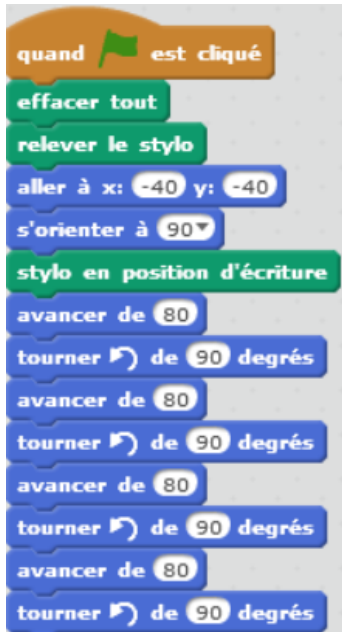 quand est cliqué
effacer tout
relever le stylo
aller à x: -40 y: -40
s'orienter à 90
stylo en position d'écriture
avancer de 80
tourner de 90 degrés
avancer de 80
tourner de 90 degrés
avancer de 80
tourner de 90 degrés
avancer de 80
tourner de 90 degrés